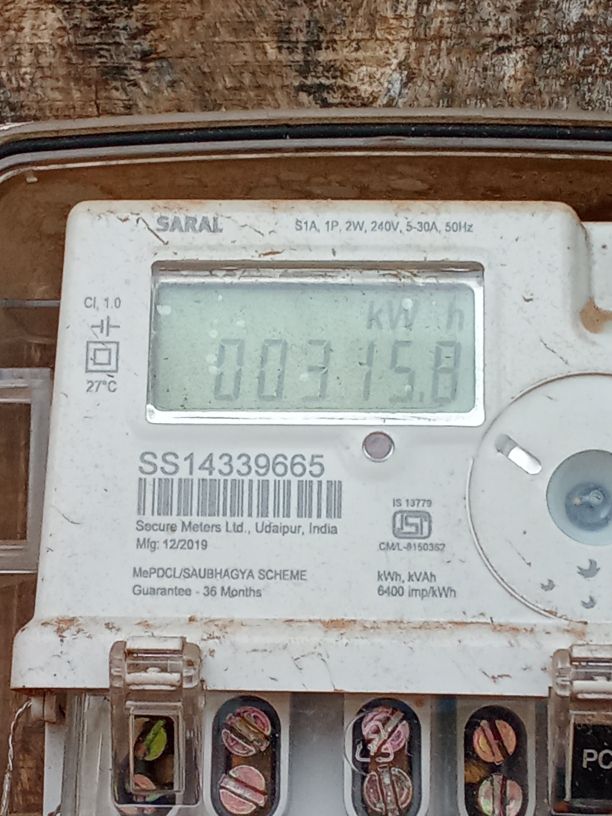 SARAL
S1A, 1P, 2W, 240V, 5-30A, 50Hz
Cl, 1.0
27°C
kW h
00315.8
SS14339665
Secure Meters Ltd., Udaipur, India
Mfg: 12/2019
MePDCL/SAUBHAGYA SCHEME
Guarantee - 36 Months
IS 13779
CM/L-8150352
kWh, kVAh
6400 imp/kWh
PC